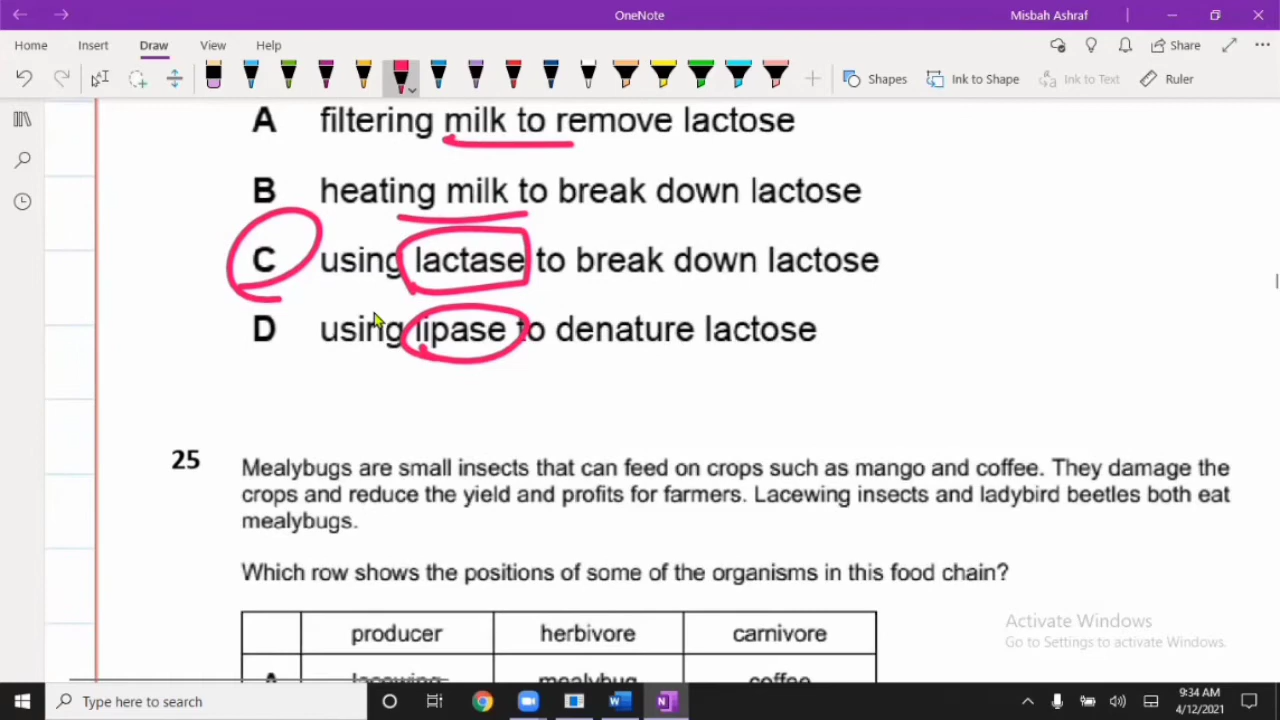 OneNote
Misbah Ashraf
Home Insert Draw View Help
Share
Shapes Ink to Shape Ink to Text Ruler
A filtering milk to remove lactose
B heating milk to break down lactose
C using lactase to break down lactose
D using lipase to denature lactose
25 Mealybugs are small insects that can feed on crops such as mango and coffee. They damage the
crops and reduce the yield and profits for farmers. Lacewing insects and ladybird beetles both eat
mealybugs.
Which row shows the positions of some of the organisms in this food chain?
producer herbivore carnivore
A lacewing mealybug coffee
Activate Windows
Go to Settings to activate Windows.
Type here to search
9:34 AM
4/12/2021